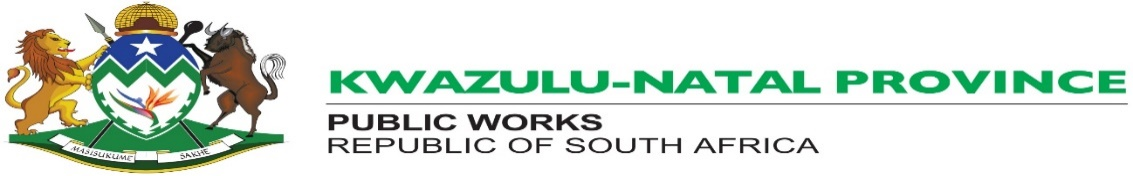 KWAZULU-NATAL PROVINCE
PUBLIC WORKS
REPUBLIC OF SOUTH AFRICA
MASISUKUME SAKHE